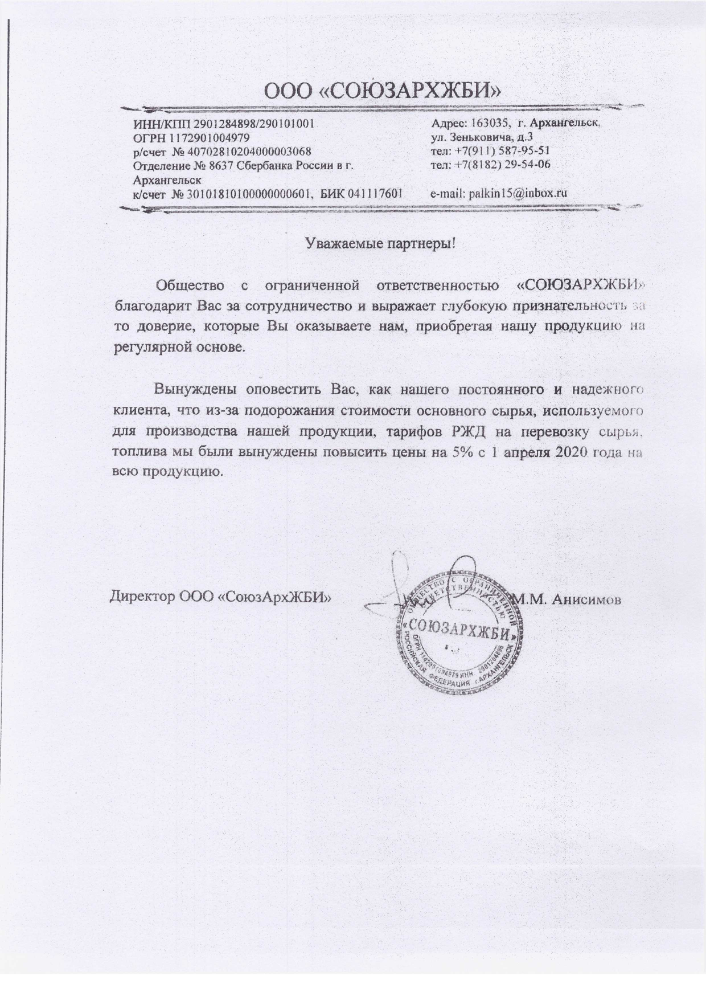 ООО «СОЮЗАРХЖБИ»
ИНН/КПП 2901284898/290101001
ОГРН 1172901004979
р/счет № 40702810204000003068
Отделение № 8637 Сбербанка России в г.
Архангельск
к/счет № 30101810100000000601, БИК 041117601
Адрес: 163035, г. Архангельск,
ул. Зеньковича, д.3
тел: +7(911) 587-95-51
тел: +7(8182) 29-54-06
e-mail: palkin15@inbox.ru
Уважаемые партнеры!
Общество с ограниченной ответственностью «СОЮЗАРХЖБИ»
благодарит Вас за сотрудничество и выражает глубокую признательность за
то доверие, которые Вы оказываете нам, приобретая нашу продукцию на
регулярной основе.
Вынуждены оповестить Вас, как нашего постоянного и надежного
клиента, что из-за подорожания стоимости основного сырья, используемого
для производства нашей продукции, тарифов РЖД на перевозку сырья,
топлива мы были вынуждены повысить цены на 5% с 1 апреля 2020 года на
всю продукцию.
Директор ООО «СоюзАрхЖБИ»
М.М. Анисимов
ОБЩЕСТВО С ОГРАНИЧЕННОЙ
ОТВЕТСТВЕННОСТЬЮ
«СОЮЗАРХЖБИ»
ОГРН ИНН
РОССИЙСКАЯ ФЕДЕРАЦИЯ г.АРХАНГЕЛЬСК